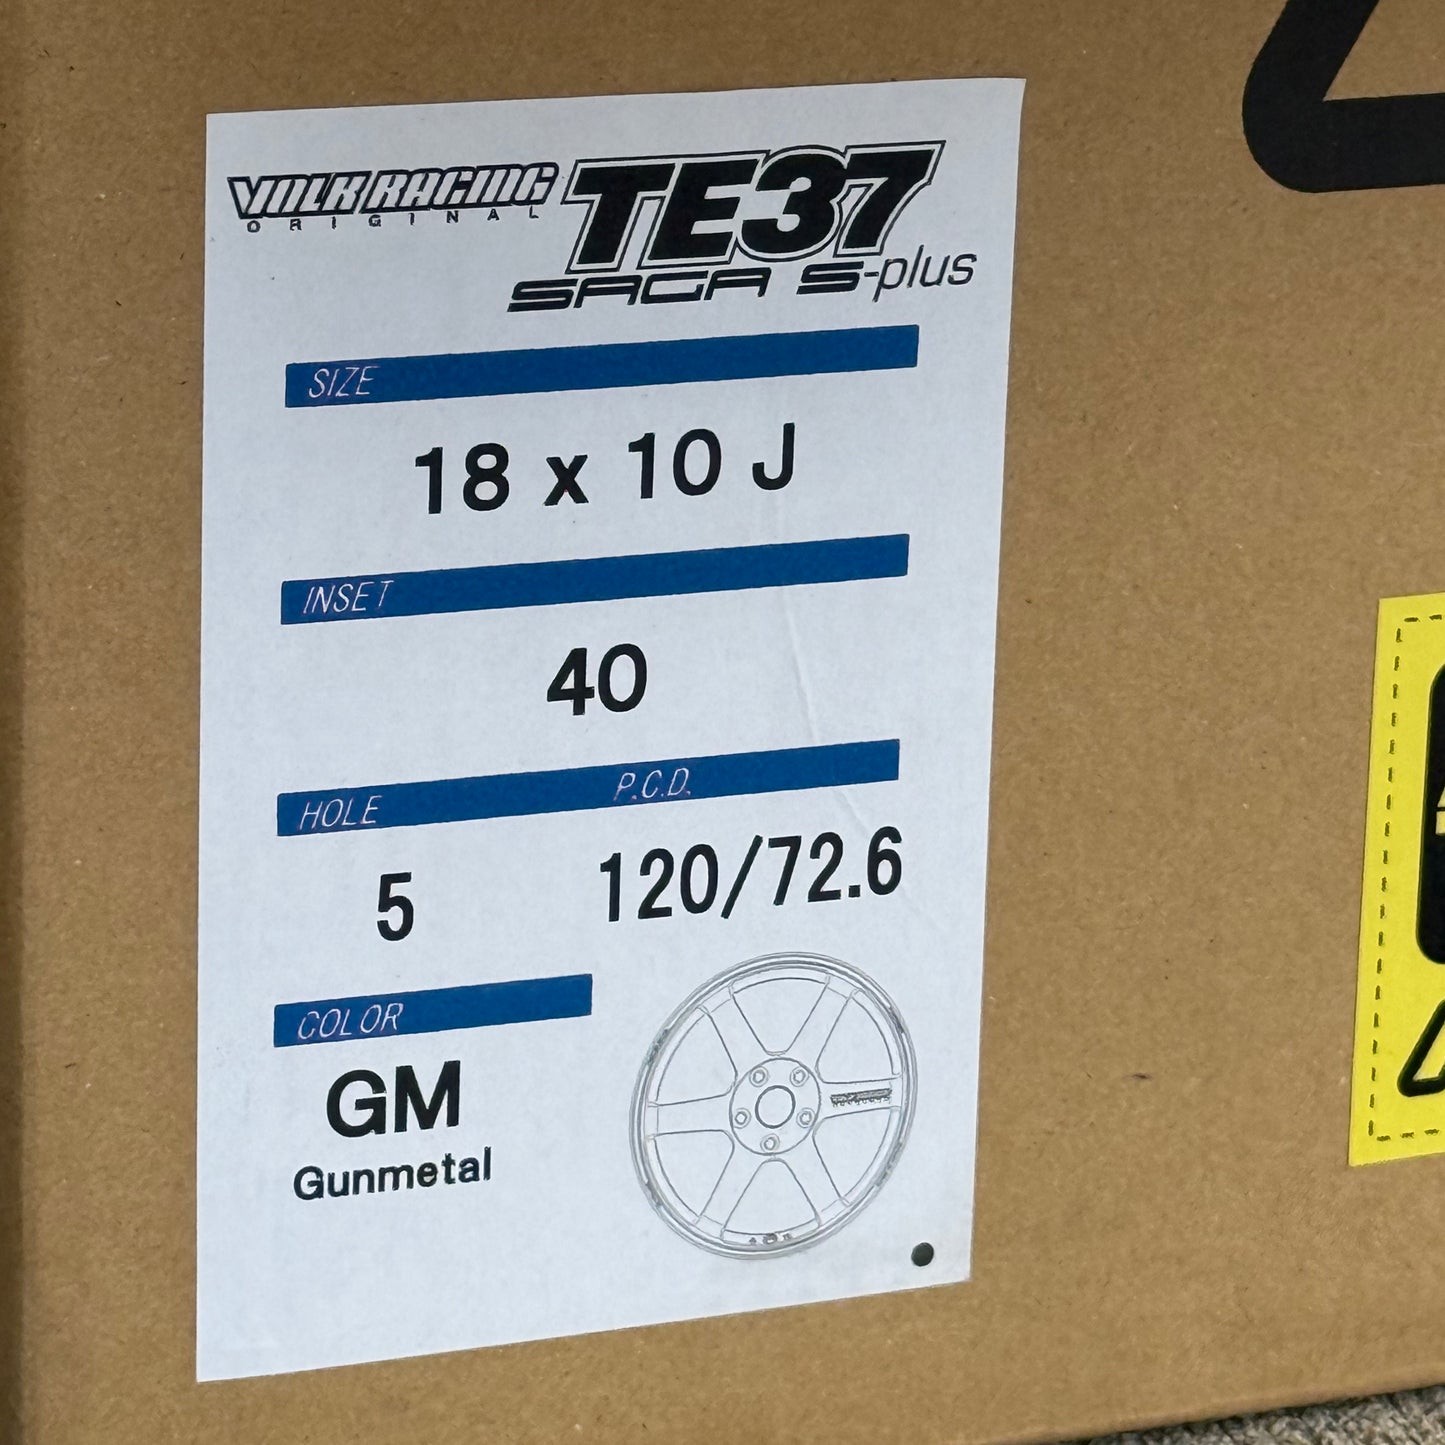 VOLK RACING
ORIGINAL
TE37
SAGA S-plus
SIZE
18 x 10 J
INSET
40
HOLE P.C.D.
5 120/72.6
COLOR
GM
Gunmetal